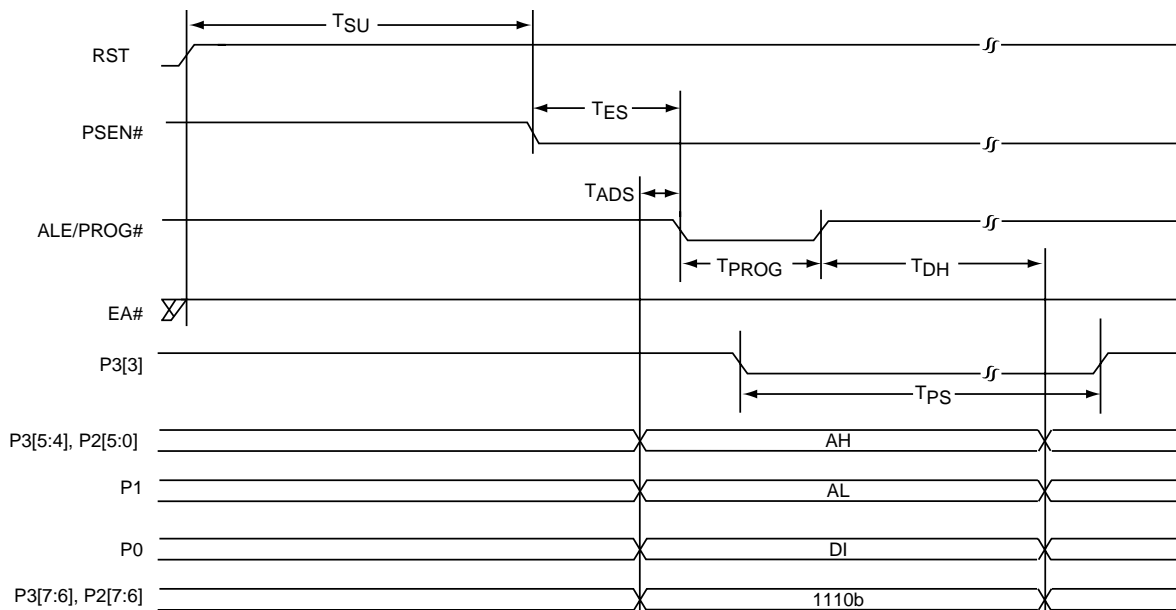 TSU
RST
TES
PSEN#
TADS
ALE/PROG#
TPROG
TDH
EA#
P3[3]
TPS
P3[5:4], P2[5:0]
AH
P1
AL
P0
DI
P3[7:6], P2[7:6]
1110b